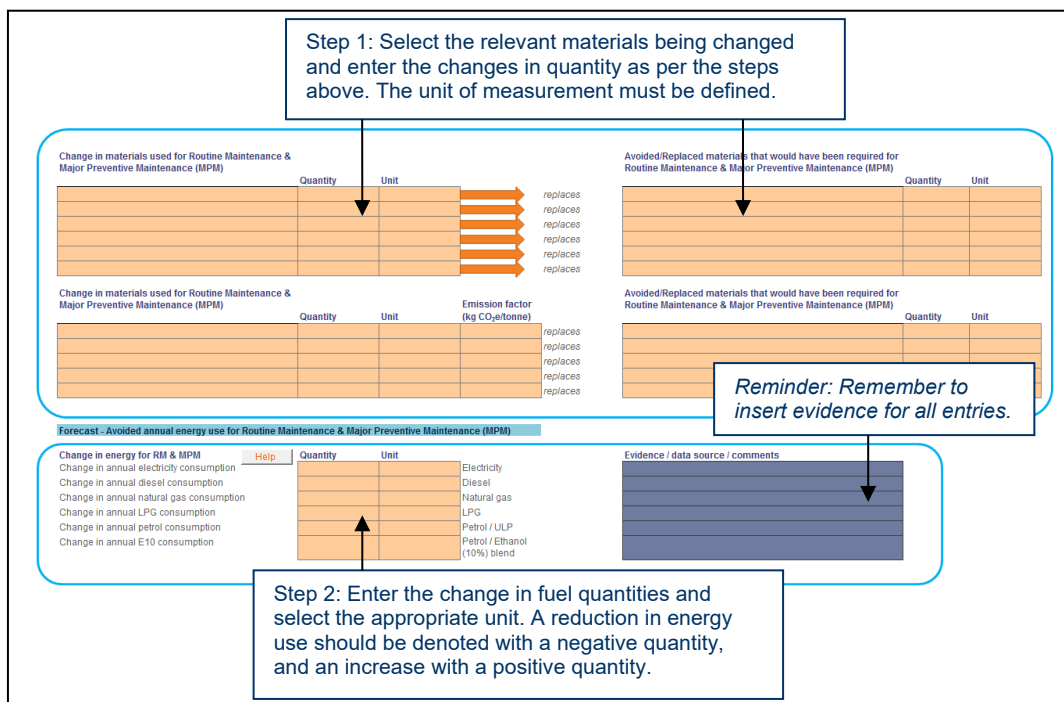 Step 1: Select the relevant materials being changed
and enter the changes in quantity as per the steps
above. The unit of measurement must be defined.
Change in materials used for Routine Maintenance &
Major Preventive Maintenance (MPM)
Quantity Unit
Avoided/Replaced materials that would have been required for
Routine Maintenance & Major Preventive Maintenance (MPM)
Quantity Unit
replaces
replaces
replaces
replaces
replaces
replaces
Change in materials used for Routine Maintenance &
Major Preventive Maintenance (MPM)
Quantity Unit
Emission factor
(kg CO₂e/tonne)
Avoided/Replaced materials that would have been required for
Routine Maintenance & Major Preventive Maintenance (MPM)
Quantity Unit
replaces
replaces
replaces
replaces
replaces
Reminder: Remember to
insert evidence for all entries.
Forecast - Avoided annual energy use for Routine Maintenance & Major Preventive Maintenance (MPM)
Change in energy for RM & MPM Help Quantity Unit Evidence / data source / comments
Change in annual electricity consumption Electricity
Change in annual diesel consumption Diesel
Change in annual natural gas consumption Natural gas
Change in annual LPG consumption LPG
Change in annual petrol consumption Petrol / ULP
Change in annual E10 consumption Petrol / Ethanol
(10%) blend
Step 2: Enter the change in fuel quantities and
select the appropriate unit. A reduction in energy
use should be denoted with a negative quantity,
and an increase with a positive quantity.